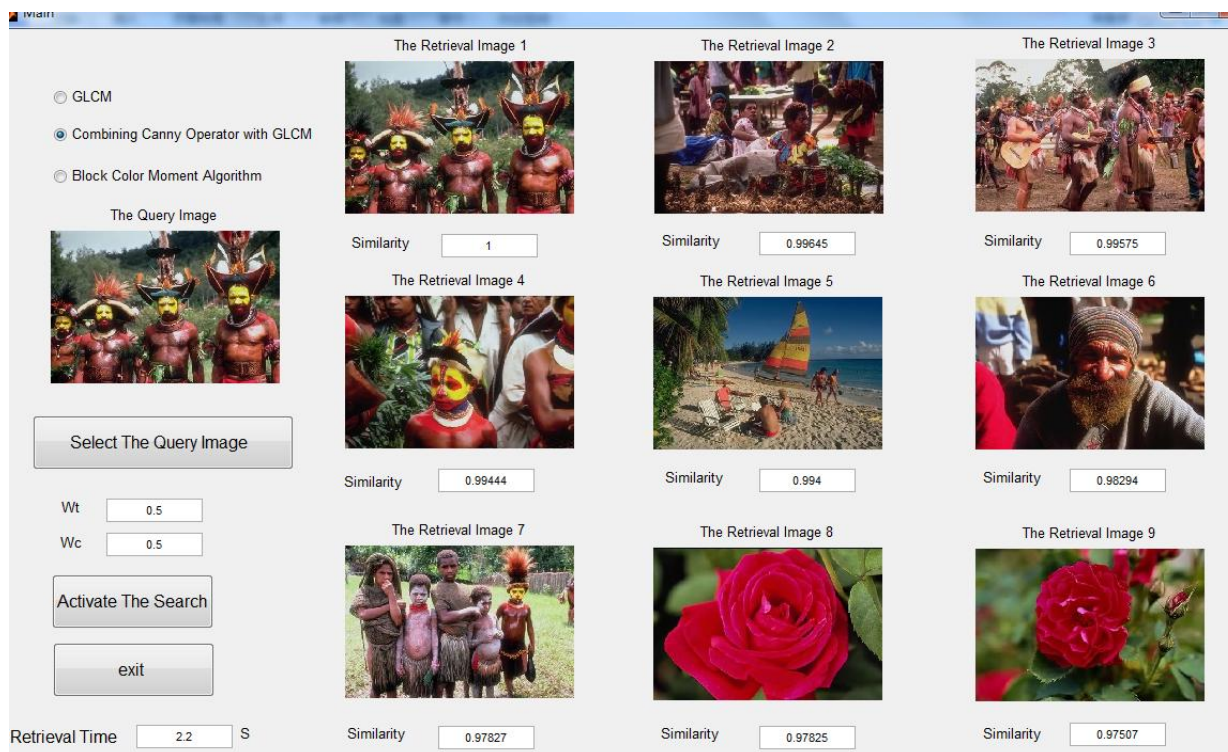 Main
GLCM
Combining Canny Operator with GLCM
Block Color Moment Algorithm
The Query Image
Select The Query Image
Wt 0.5
Wc 0.5
Activate The Search
exit
Retrieval Time 2.2 S
The Retrieval Image 1
Similarity 1
The Retrieval Image 2
Similarity 0.99645
The Retrieval Image 3
Similarity 0.99575
The Retrieval Image 4
Similarity 0.99444
The Retrieval Image 5
Similarity 0.994
The Retrieval Image 6
Similarity 0.98294
The Retrieval Image 7
Similarity 0.97827
The Retrieval Image 8
Similarity 0.97825
The Retrieval Image 9
Similarity 0.97507